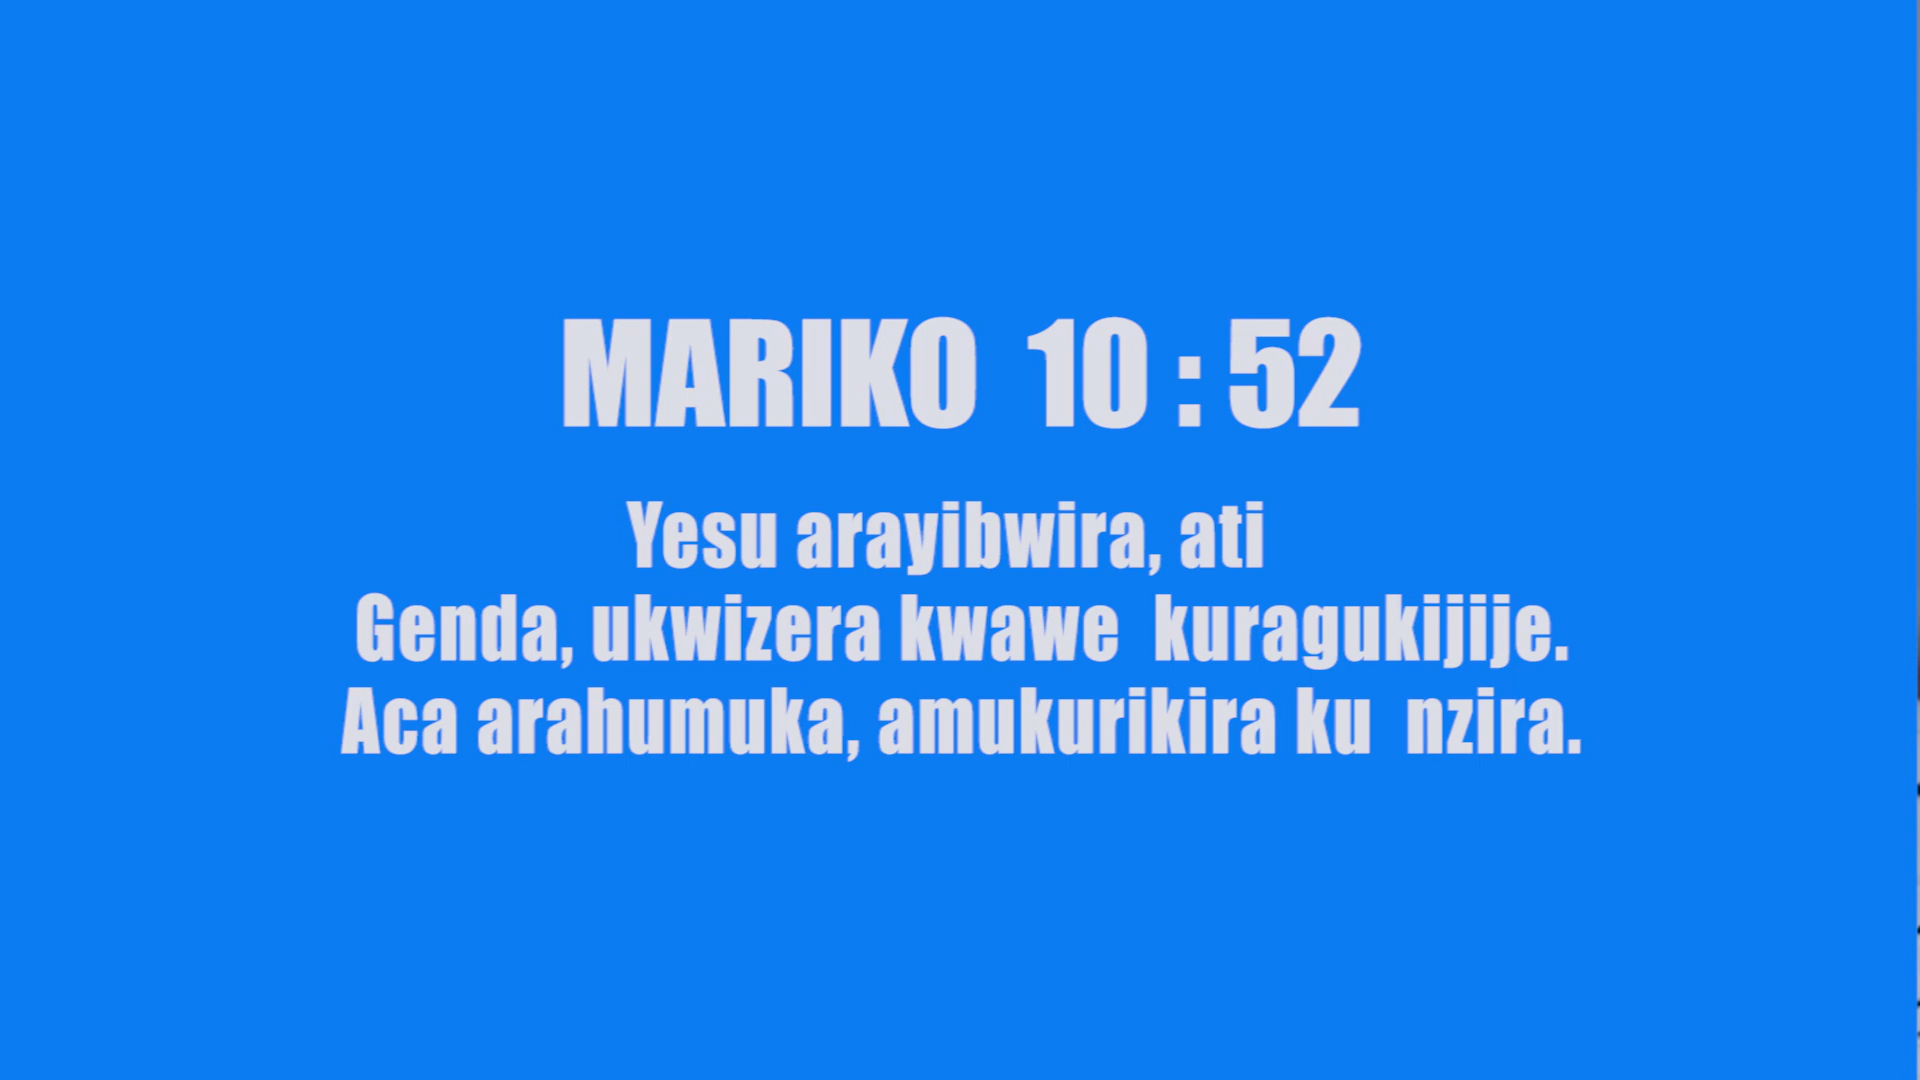 MARIKO 10 : 52
Yesu arayibwira, ati
Genda, ukwizera kwawe kuragukijije.
Aca arahumuka, amukurikira ku nzira.